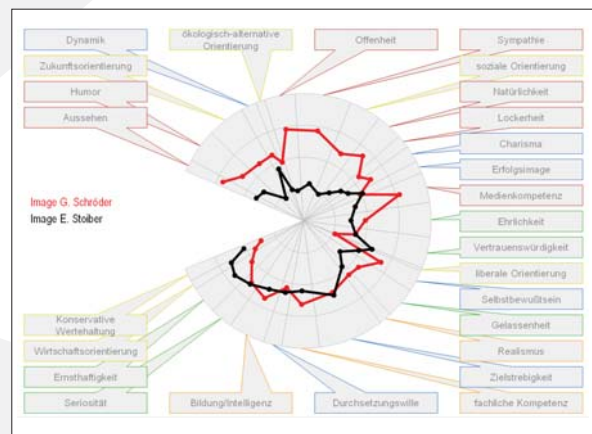 Dynamik
ökologisch-alternative
Orientierung
Offenheit
Sympathie
Zukunftsorientierung
soziale Orientierung
Humor
Natürlichkeit
Aussehen
Lockerheit
Charisma
Erfolgsimage
Medienkompetenz
Image G. Schröder
Image E. Stoiber
Ehrlichkeit
Vertrauenswürdigkeit
liberale Orientierung
Selbstbewußtsein
Konservative
Wertehaltung
Gelassenheit
Wirtschaftsorientierung
Realismus
Ernsthaftigkeit
Zielstrebigkeit
Seriosität
Bildung/Intelligenz
Durchsetzungswille
fachliche Kompetenz